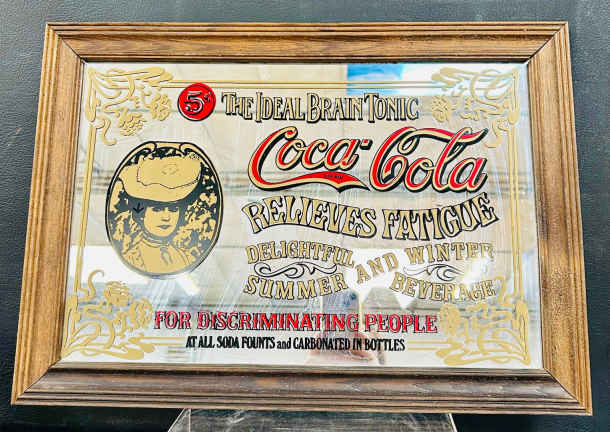 5¢ THE IDEAL BRAIN TONIC
Coca-Cola
RELIEVES FATIGUE
DELIGHTFUL
SUMMER AND WINTER
BEVERAGE
FOR DISCRIMINATING PEOPLE
AT ALL SODA FOUNTS and CARBONATED IN BOTTLES